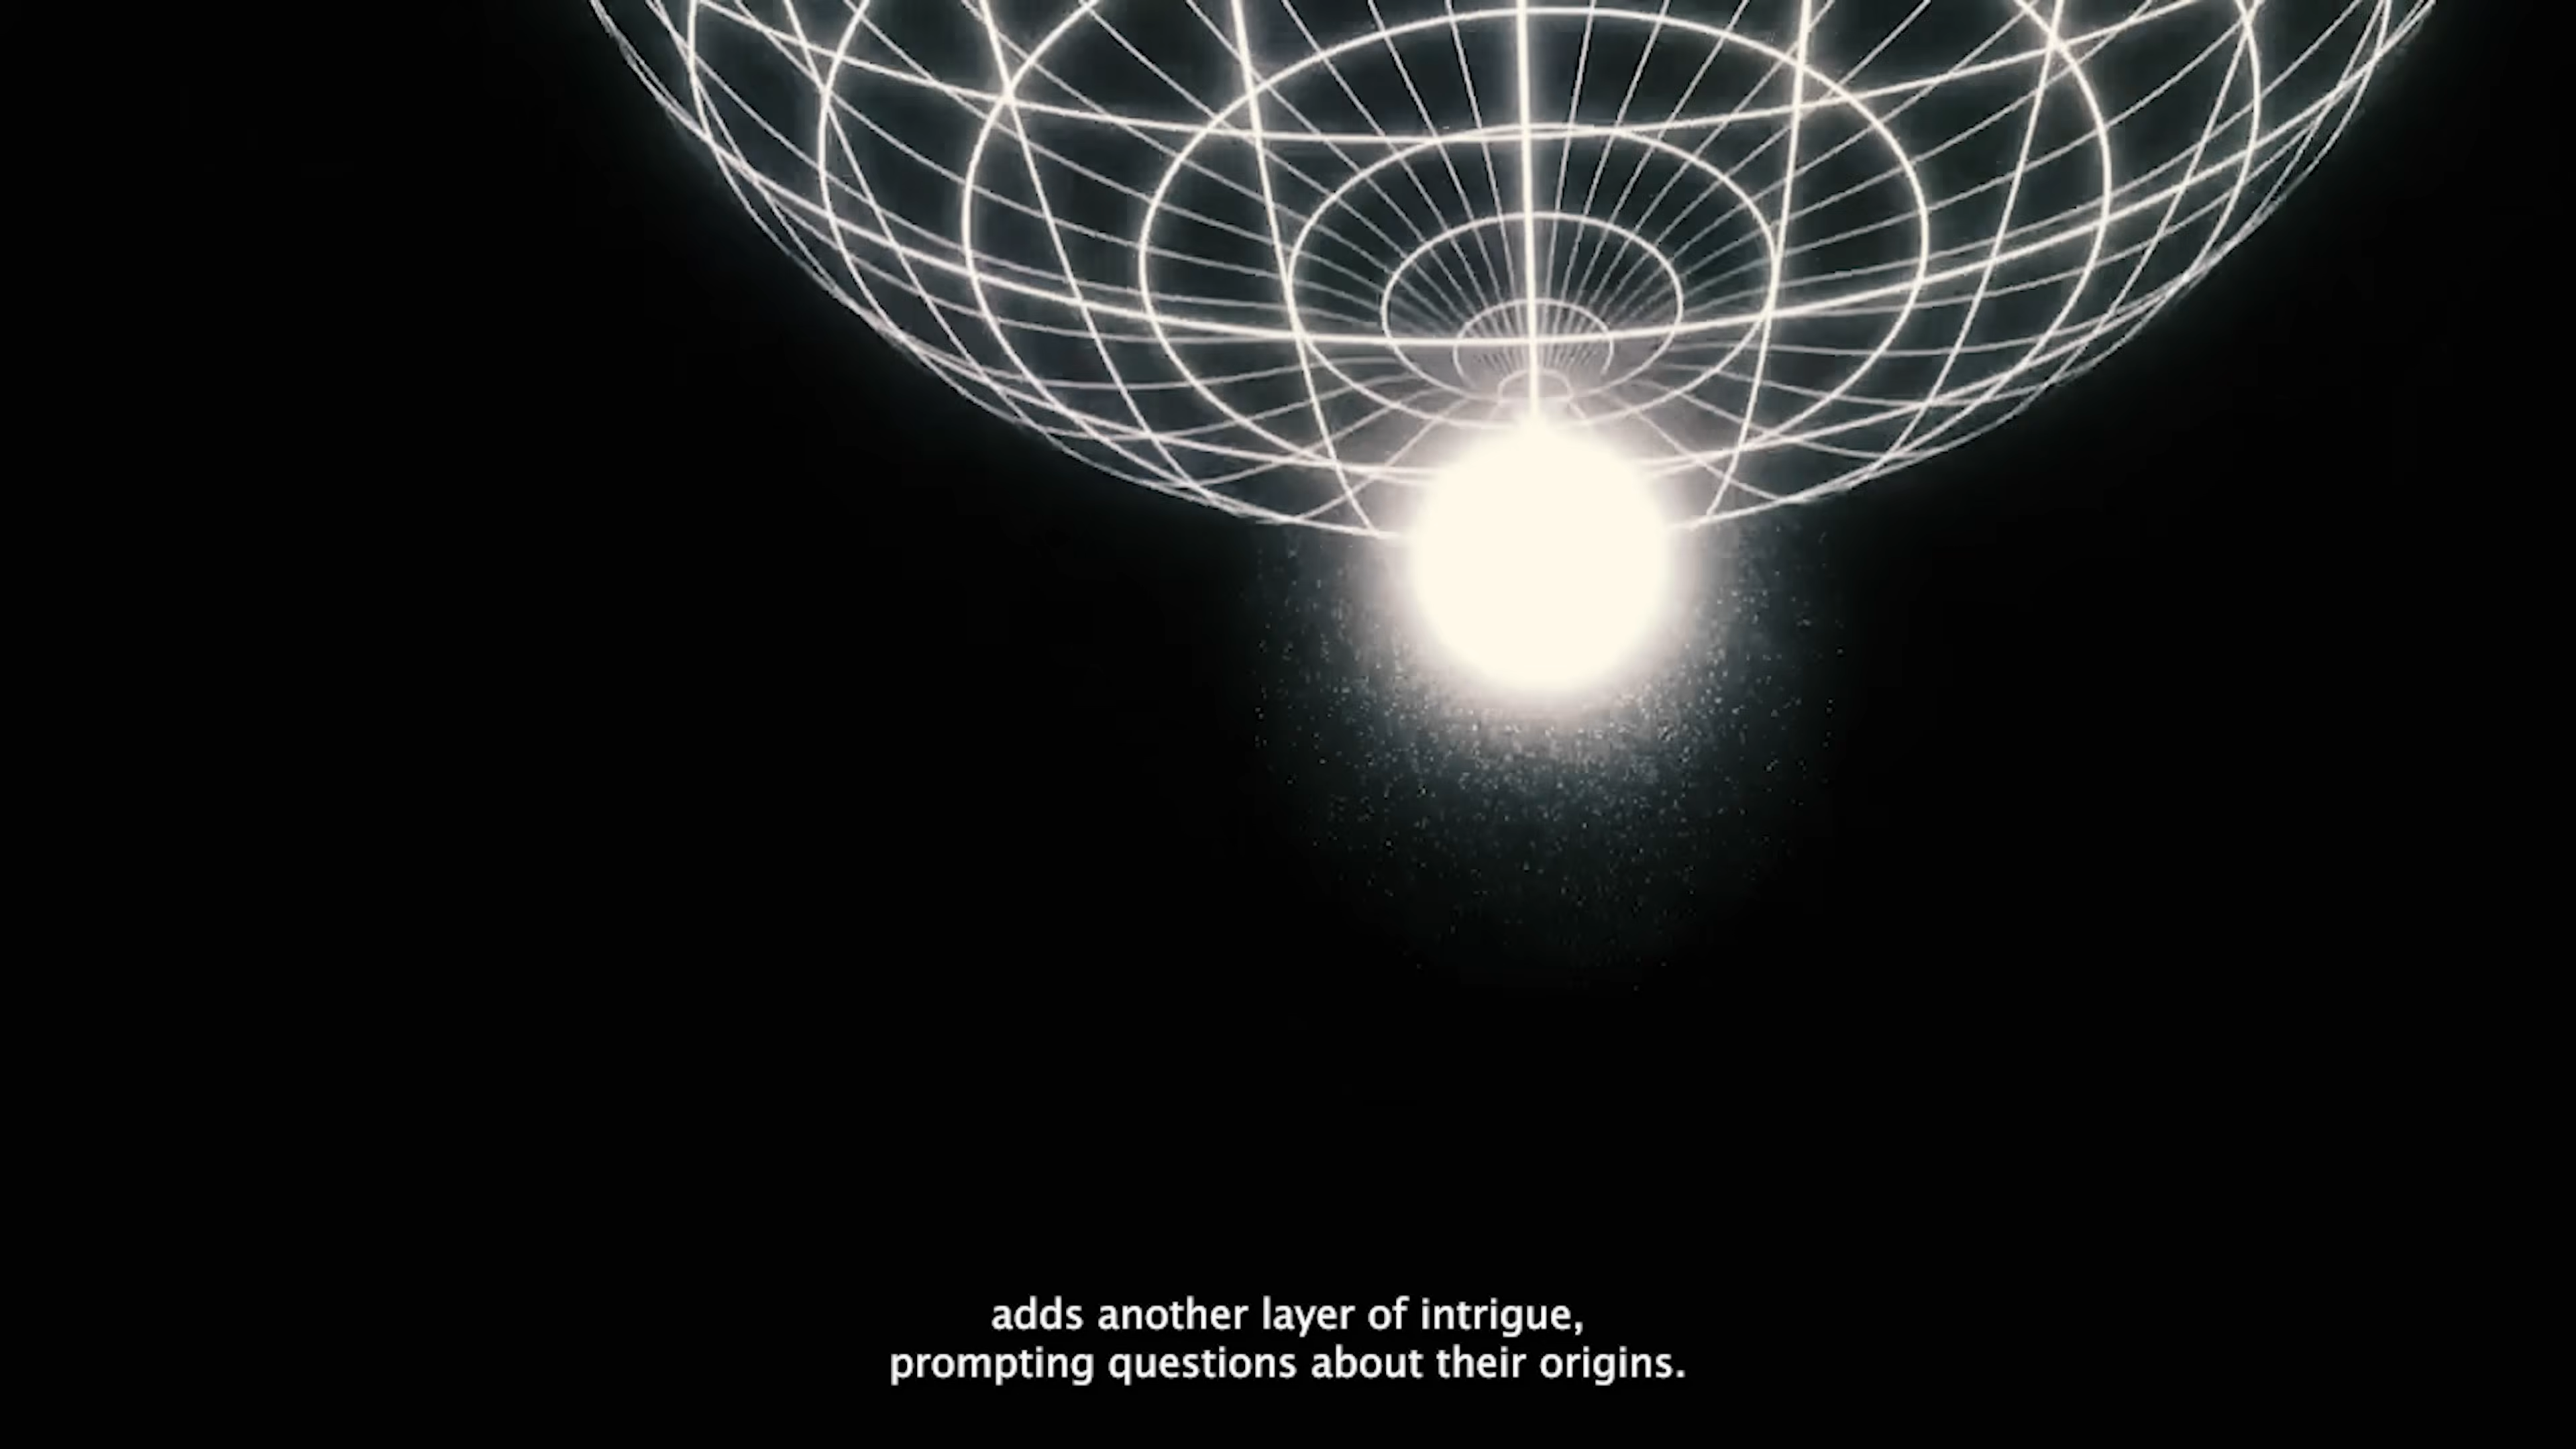 adds another layer of intrigue,
prompting questions about their origins.